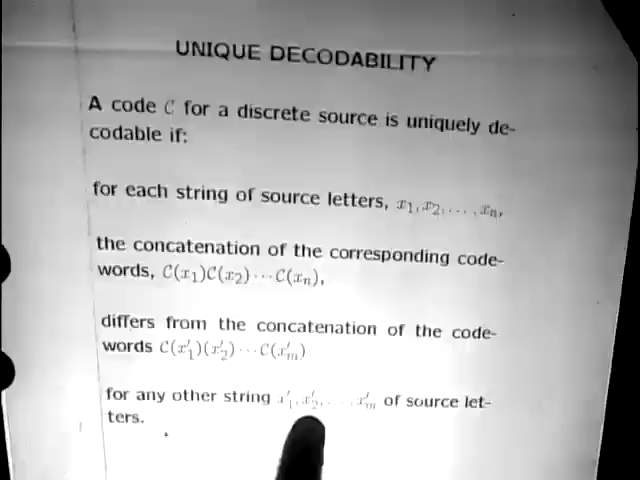 UNIQUE DECODABILITY
A code C for a discrete source is uniquely de-
codable if:
for each string of source letters, x₁, x₂, . . . , xₙ,
the concatenation of the corresponding code-
words, C(x₁)C(x₂) · · · C(xₙ),
differs from the concatenation of the code-
words C(x′₁)(x′₂) · · · C(x′ₘ)
for any other string x′₁, x′₂, . . . x′ₘ of source let-
ters.